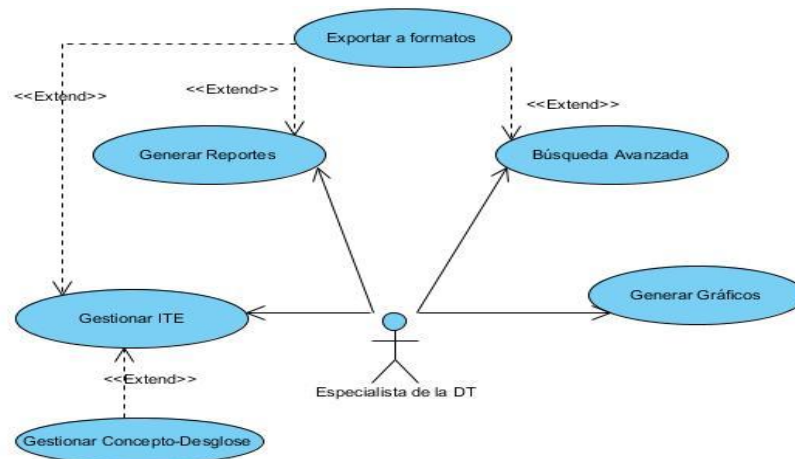 Exportar a formatos
<<Extend>>
<<Extend>>
<<Extend>>
Generar Reportes
Búsqueda Avanzada
Generar Gráficos
Gestionar ITE
<<Extend>>
Especialista de la DT
Gestionar Concepto-Desglose